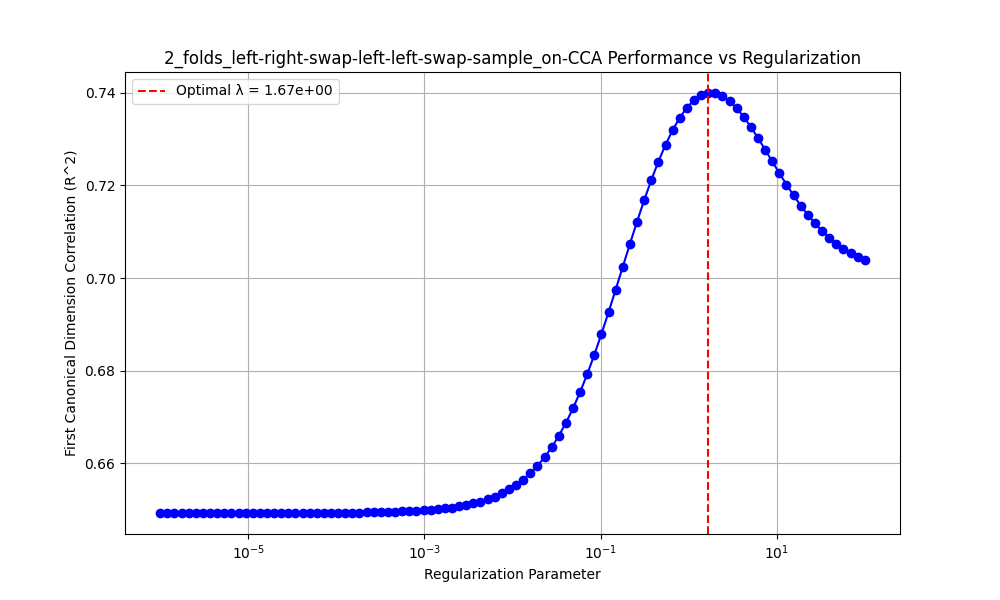 2_folds_left-right-swap-left-left-swap-sample_on-CCA Performance vs Regularization
Optimal λ = 1.67e+00
First Canonical Dimension Correlation (R^2)
0.74
0.72
0.70
0.68
0.66
10^-5
10^-3
10^-1
10^1
Regularization Parameter